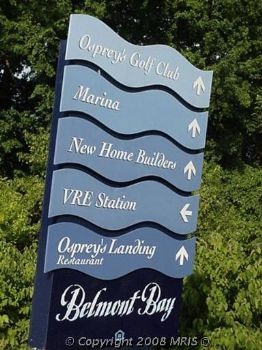 Osprey's Golf Club
Marina
New Home Builders
VRE Station
Osprey's Landing
Restaurant
Belmont Bay
©Copyright 2008 MRIS ©